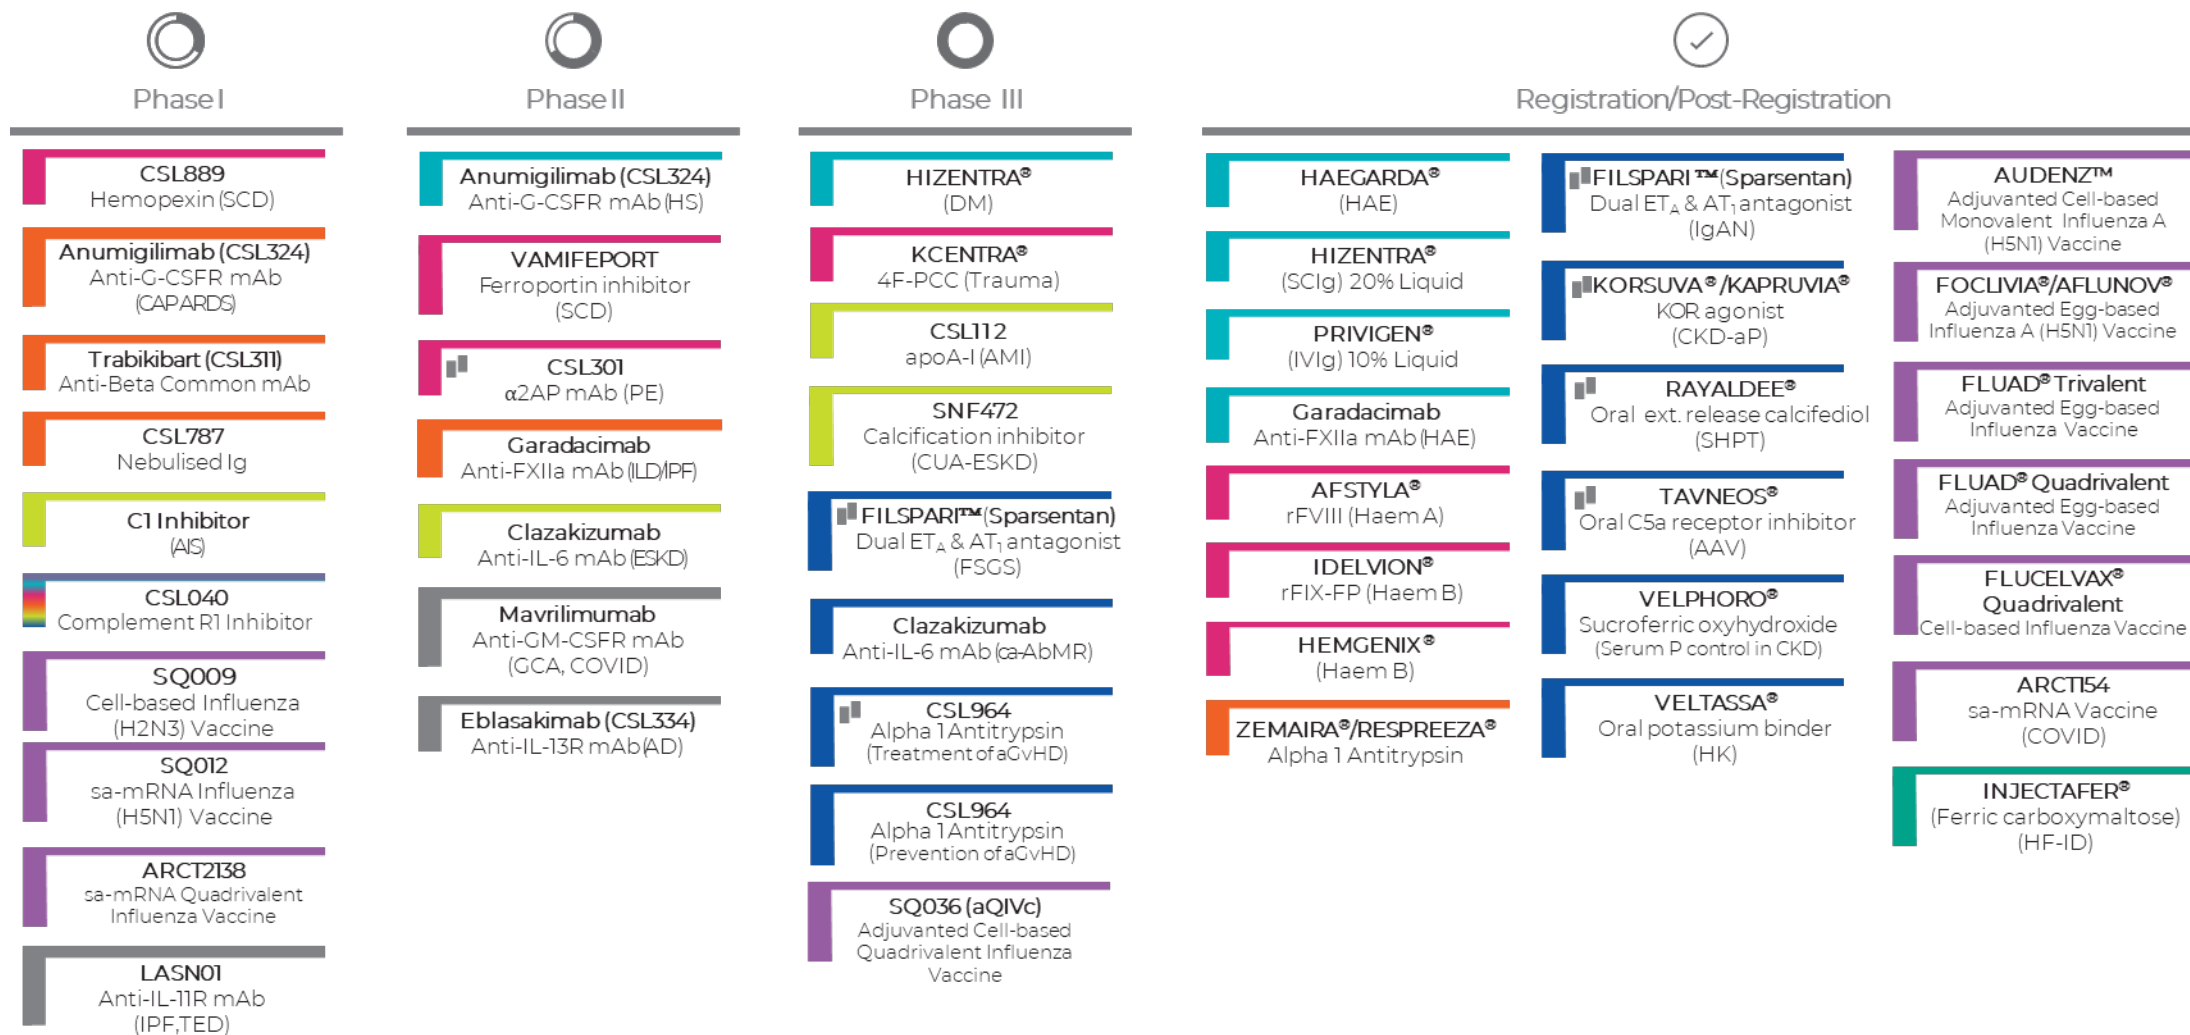 Phase I
CSL889
Hemopexin (SCD)
Anumigilimab (CSL324)
Anti-G-CSFR mAb
(CAPARDS)
Trabikibart (CSL311)
Anti-Beta Common mAb
CSL787
Nebulised Ig
C1 Inhibitor
(AIS)
CSL040
Complement R1 Inhibitor
SQ009
Cell-based Influenza
(H2N3) Vaccine
SQ012
sa-mRNA Influenza
(H5N1) Vaccine
ARCT2138
sa-mRNA Quadrivalent
Influenza Vaccine
LASN01
Anti-IL-11R mAb
(IPF,TED)
Phase II
Anumigilimab (CSL324)
Anti-G-CSFR mAb (HS)
VAMIFEPORT
Ferroportin inhibitor
(SCD)
CSL301
α2AP mAb (PE)
Garadacimab
Anti-FXIIa mAb (ILD/IPF)
Clazakizumab
Anti-IL-6 mAb (ESKD)
Mavrilimumab
Anti-GM-CSFR mAb
(GCA, COVID)
Eblasakimab (CSL334)
Anti-IL-13R mAb (AD)
Phase III
HIZENTRA®
(DM)
KCENTRA®
4F-PCC (Trauma)
CSL112
apoA-I (AMI)
SNF472
Calcification inhibitor
(CUA-ESKD)
FILSPARI™ (Sparsentan)
Dual ETA & AT1 antagonist
(FSGS)
Clazakizumab
Anti-IL-6 mAb (ca-AbMR)
CSL964
Alpha 1 Antitrypsin
(Treatment of aGvHD)
CSL964
Alpha 1 Antitrypsin
(Prevention of aGvHD)
SQ036 (aQIVc)
Adjuvanted Cell-based
Quadrivalent Influenza
Vaccine
Registration/Post-Registration
HAEGARDA®
(HAE)
HIZENTRA®
(SCIg) 20% Liquid
PRIVIGEN®
(IVIg) 10% Liquid
Garadacimab
Anti-FXIIa mAb (HAE)
AFSTYLA®
rFVIII (Haem A)
IDELVION®
rFIX-FP (Haem B)
HEMGENIX®
(Haem B)
ZEMAIRA®/RESPREEZA®
Alpha 1 Antitrypsin
FILSPARI™ (Sparsentan)
Dual ETA & AT1 antagonist
(IgAN)
KORSUVA®/KAPRUVIA®
KOR agonist
(CKD-aP)
RAYALDEE®
Oral ext. release calcifediol
(SHPT)
TAVNEOS®
Oral C5a receptor inhibitor
(AAV)
VELPHORO®
Sucroferric oxyhydroxide
(Serum P control in CKD)
VELTASSA®
Oral potassium binder
(HK)
AUDENZ™
Adjuvanted Cell-based
Monovalent Influenza A
(H5N1) Vaccine
FOCLIVIA®/AFLUNOV®
Adjuvanted Egg-based
Influenza A (H5N1) Vaccine
FLUAD® Trivalent
Adjuvanted Egg-based
Influenza Vaccine
FLUAD® Quadrivalent
Adjuvanted Egg-based
Influenza Vaccine
FLUCELVAX®
Quadrivalent
Cell-based Influenza Vaccine
ARCT154
sa-mRNA Vaccine
(COVID)
INJECTAFER®
(Ferric carboxymaltose)
(HF-ID)